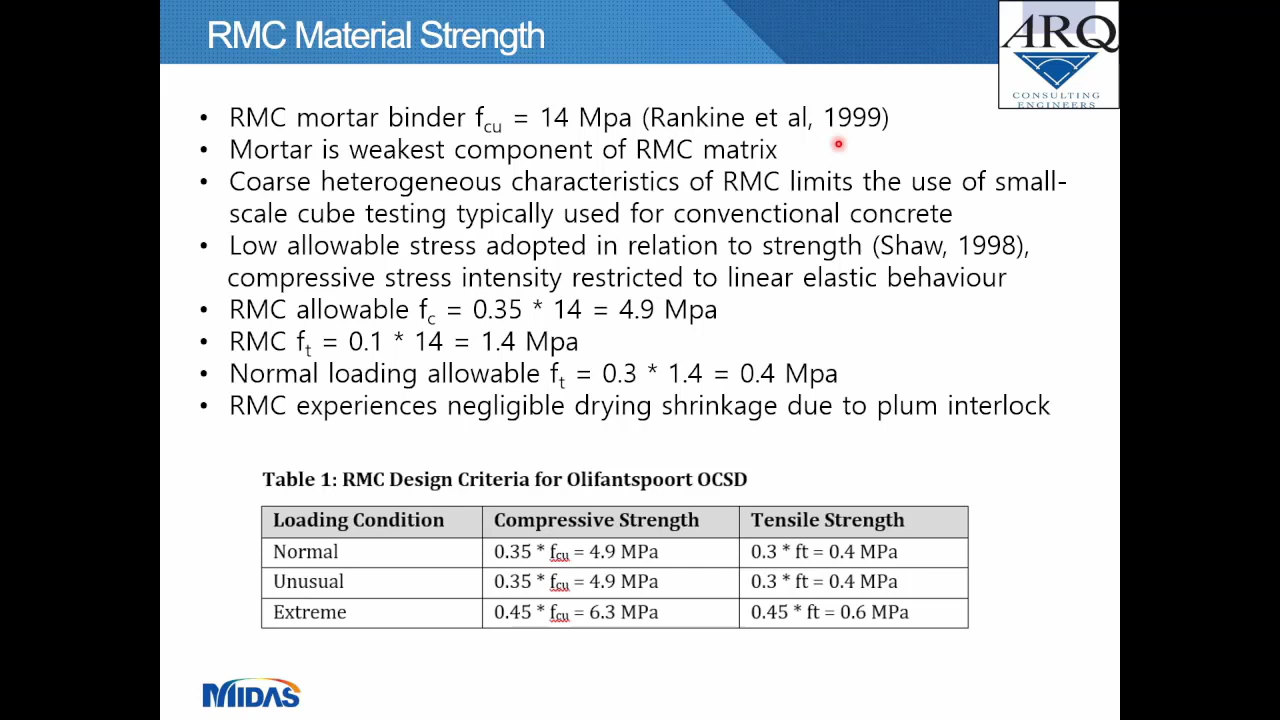 RMC Material Strength
ARQ
CONSULTING
ENGINEERS
• RMC mortar binder fcu = 14 Mpa (Rankine et al, 1999)
• Mortar is weakest component of RMC matrix
• Coarse heterogeneous characteristics of RMC limits the use of small-
scale cube testing typically used for convenctional concrete
• Low allowable stress adopted in relation to strength (Shaw, 1998),
compressive stress intensity restricted to linear elastic behaviour
• RMC allowable fc = 0.35 * 14 = 4.9 Mpa
• RMC ft = 0.1 * 14 = 1.4 Mpa
• Normal loading allowable ft = 0.3 * 1.4 = 0.4 Mpa
• RMC experiences negligible drying shrinkage due to plum interlock
Table 1: RMC Design Criteria for Olifantspoort OCSD
Loading Condition Compressive Strength Tensile Strength
Normal 0.35 * fcu = 4.9 MPa 0.3 * ft = 0.4 MPa
Unusual 0.35 * fcu = 4.9 MPa 0.3 * ft = 0.4 MPa
Extreme 0.45 * fcu = 6.3 MPa 0.45 * ft = 0.6 MPa
MIDAS